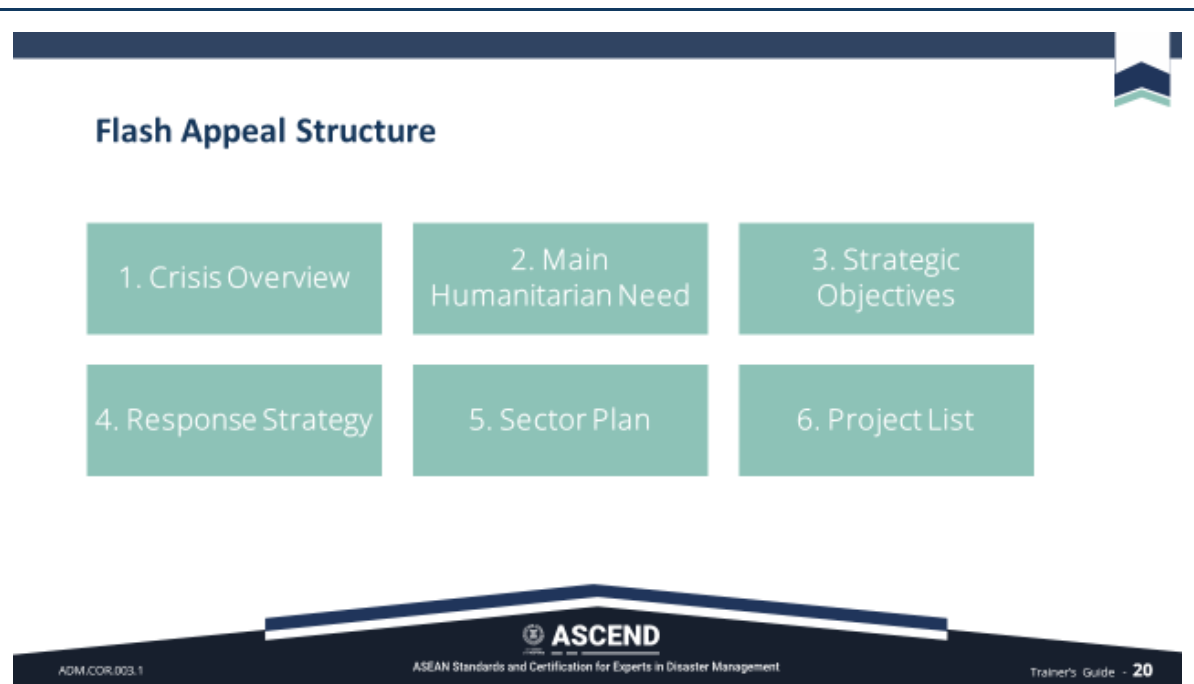 Flash Appeal Structure
1. Crisis Overview
2. Main
Humanitarian Need
3. Strategic
Objectives
4. Response Strategy
5. Sector Plan
6. Project List
ASCEND
ASEAN Standards and Certification for Experts in Disaster Management
ADM.COR.003.1
Trainer's Guide - 20